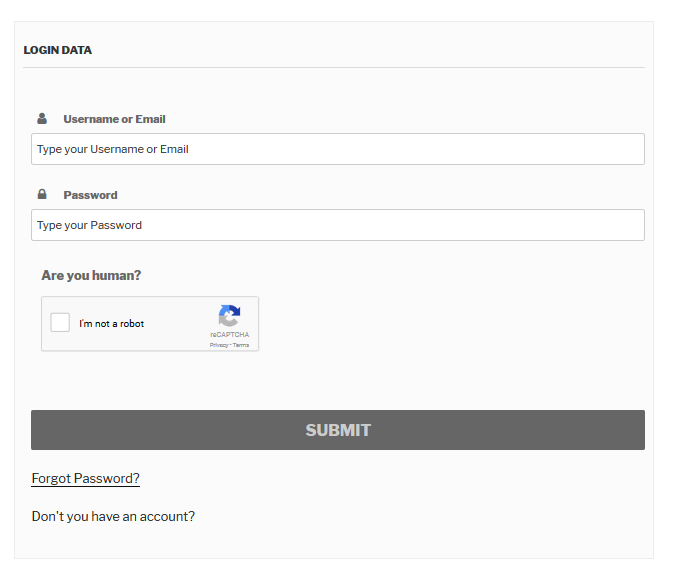 LOGIN DATA
Username or Email
Type your Username or Email
Password
Type your Password
Are you human?
I'm not a robot
reCAPTCHA
Privacy - Terms
SUBMIT
Forgot Password?
Don't you have an account?